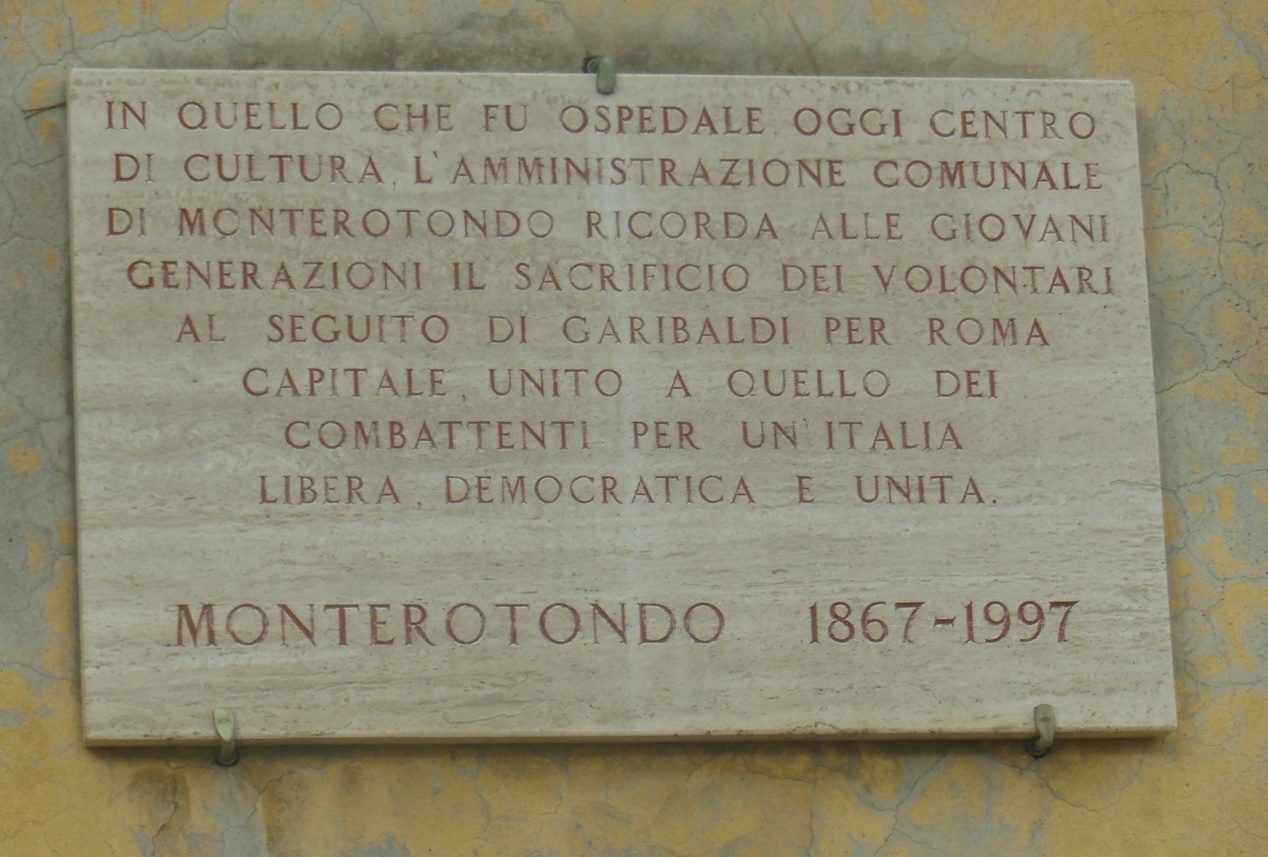 IN QUELLO CHE FU OSPEDALE OGGI CENTRO
DI CULTURA, L'AMMINISTRAZIONE COMUNALE
DI MONTEROTONDO RICORDA ALLE GIOVANI
GENERAZIONI IL SACRIFICIO DEI VOLONTARI
AL SEGUITO DI GARIBALDI PER ROMA
CAPITALE, UNITO A QUELLO DEI
COMBATTENTI PER UN'ITALIA
LIBERA, DEMOCRATICA E UNITA.
MONTEROTONDO 1867-1997